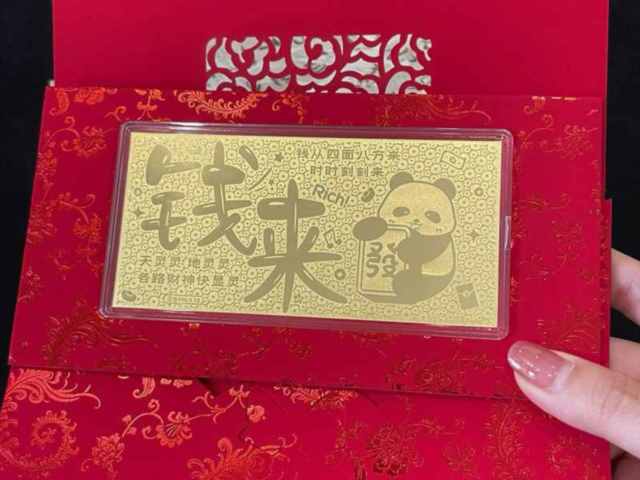 钱从四面八方来
时时刻刻来
Rich!
钱来
發
天灵灵 地灵灵
各路财神快显灵